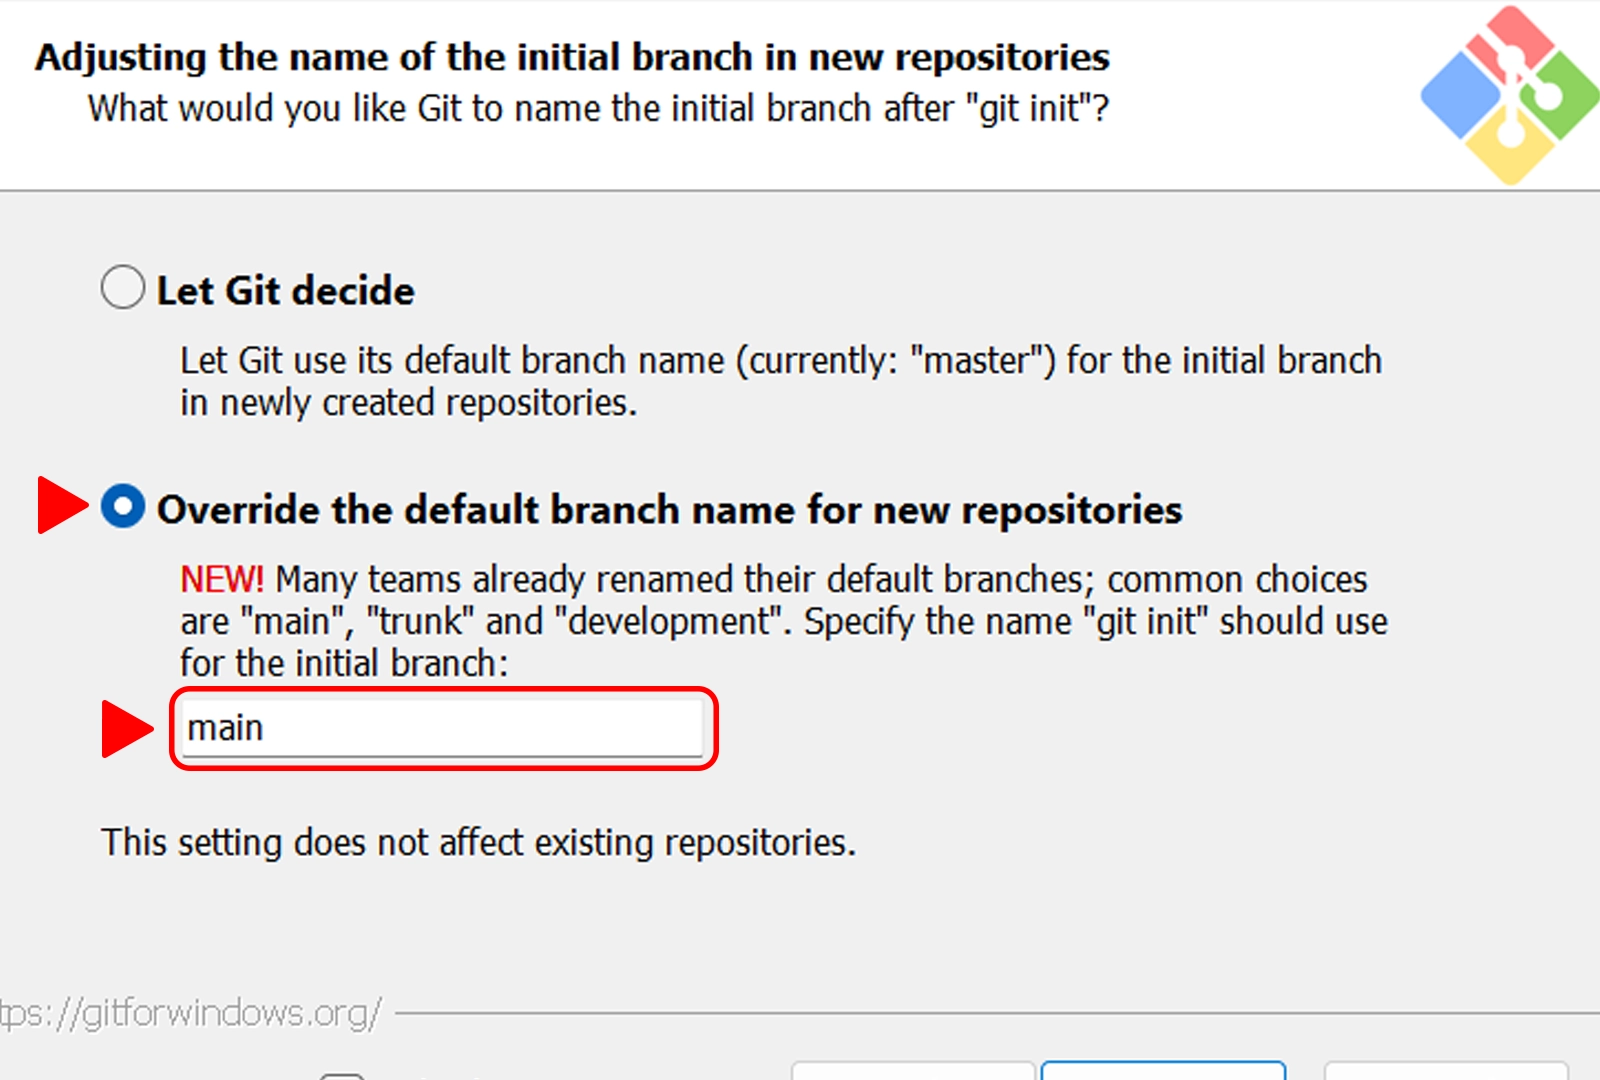 Adjusting the name of the initial branch in new repositories
What would you like Git to name the initial branch after "git init"?
Let Git decide
Let Git use its default branch name (currently: "master") for the initial branch
in newly created repositories.
Override the default branch name for new repositories
NEW! Many teams already renamed their default branches; common choices
are "main", "trunk" and "development". Specify the name "git init" should use
for the initial branch:
main
This setting does not affect existing repositories.
tps://gitforwindows.org/